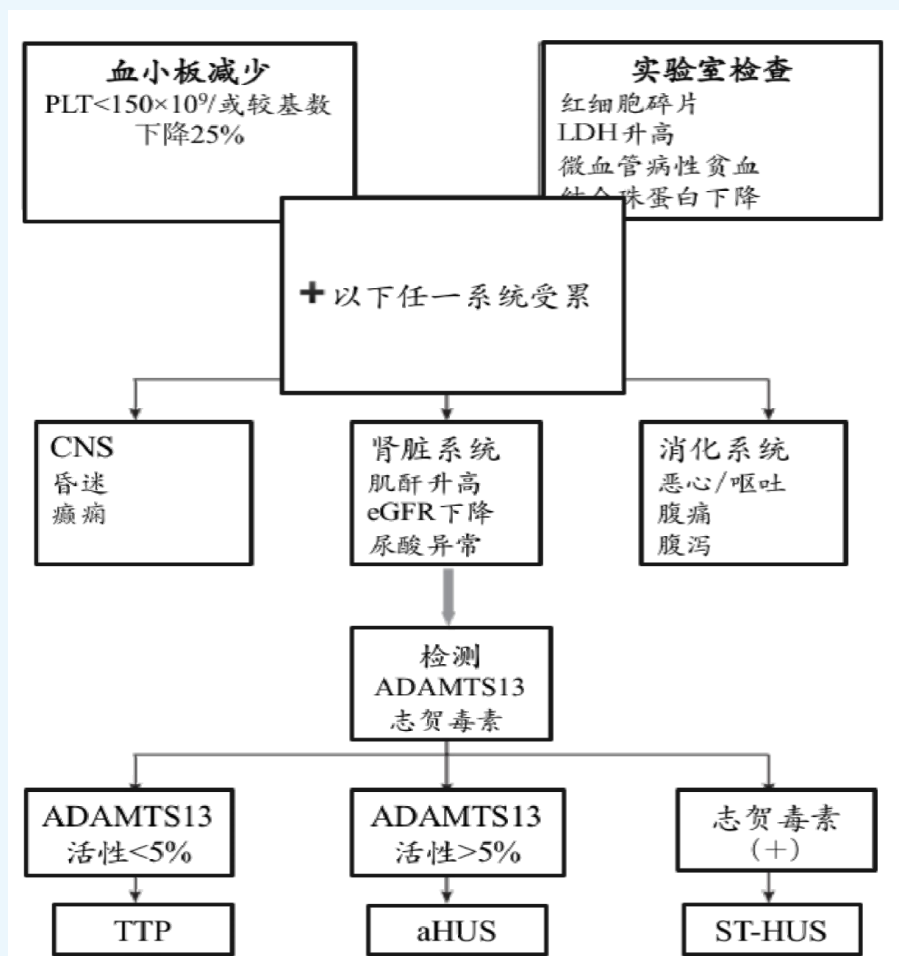 血小板减少
PLT<150×10⁹/或较基数
下降25%
实验室检查
红细胞碎片
LDH升高
微血管病性贫血
结合珠蛋白下降
+以下任一系统受累
CNS
昏迷
癫痫
肾脏系统
肌酐升高
eGFR下降
尿酸异常
消化系统
恶心/呕吐
腹痛
腹泻
检测
ADAMTS13
志贺毒素
ADAMTS13
活性<5%
ADAMTS13
活性>5%
志贺毒素
(+)
TTP
aHUS
ST-HUS